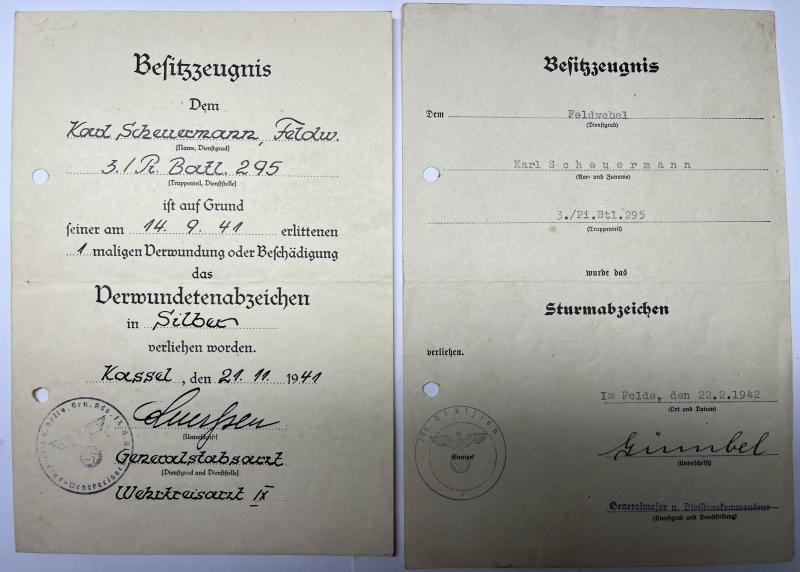 Besitzzeugnis
Dem
Karl Scheuermann, Feldw.
(Name, Dienstgrad)
3./Pi. Batl. 295
(Truppenteil, Dienststelle)
ist auf Grund
seiner am 14. 9. 41 erlittenen
1 maligen Verwundung oder Beschädigung
das
Verwundetenabzeichen
in Silber
verliehen worden.
Kassel, den 21. 11. 1941
(Unterschrift)
Generalstabsarzt
(Dienstgrad und Dienststelle)
Wehrkreisarzt IX
Besitzzeugnis
Dem Feldwebel
(Dienstgrad)
Karl Scheuermann
(Vor- und Zuname)
3./Pi.Btl.295
(Truppenteil)
wurde das
Sturmabzeichen
verliehen.
Im Felde, den 22.2.1942
(Ort und Datum)
Division
Stempel
Gümbel
(Unterschrift)
Generalmajor u. Divisionskommandeur
(Dienstgrad und Dienststellung)